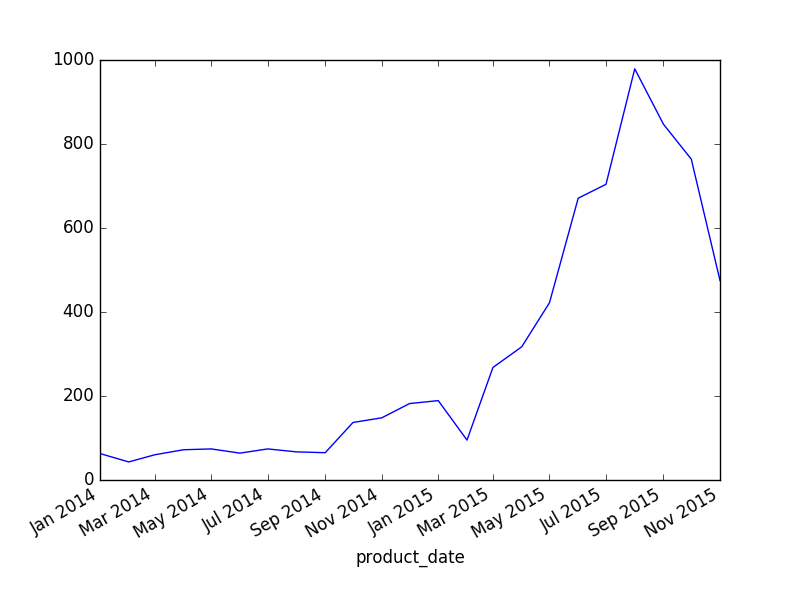 1000
800
600
400
200
0
Jan 2014
Mar 2014
May 2014
Jul 2014
Sep 2014
Nov 2014
Jan 2015
Mar 2015
May 2015
Jul 2015
Sep 2015
Nov 2015
product_date